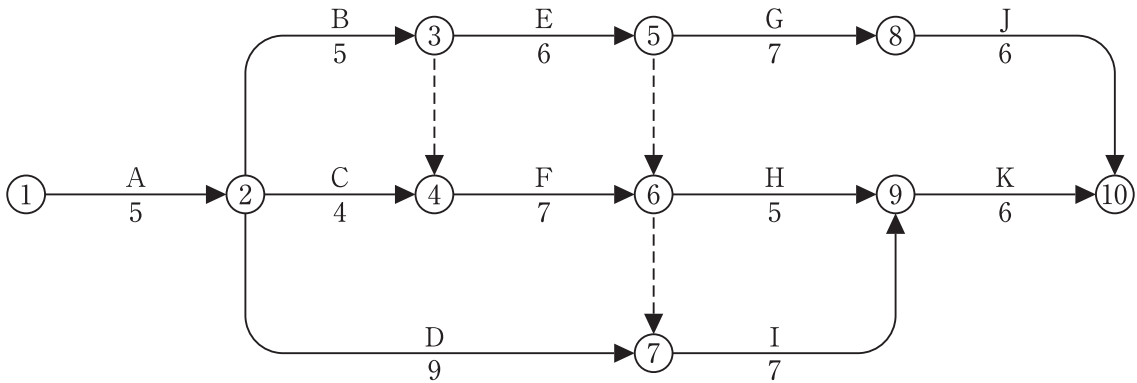 B E G J
③ ⑤ ⑧
5 6 7 6
A C F H K
① ② ④ ⑥ ⑨ ⑩
5 4 7 5 6
D I
⑦
9 7